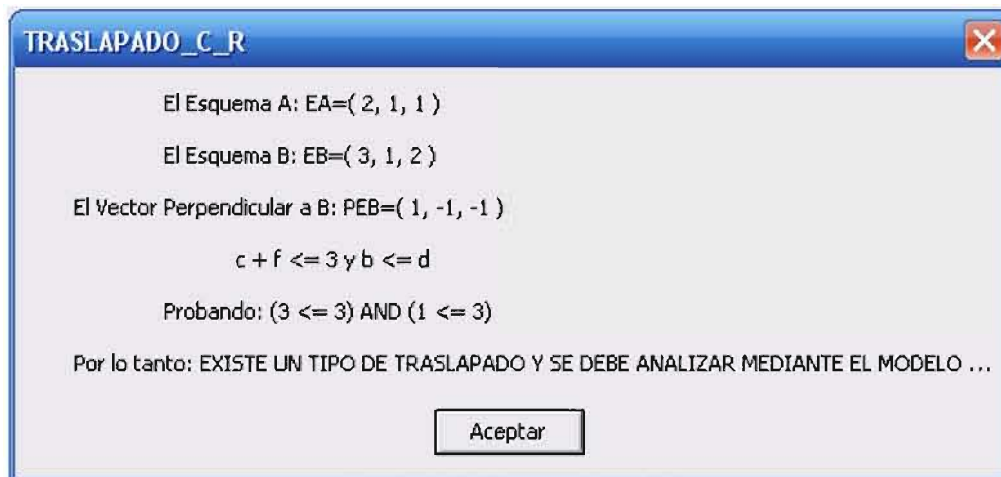 TRASLAPADO_C_R
El Esquema A: EA=( 2, 1, 1 )
El Esquema B: EB=( 3, 1, 2 )
El Vector Perpendicular a B: PEB=( 1, -1, -1 )
c + f <= 3 y b <= d
Probando: (3 <= 3) AND (1 <= 3)
Por lo tanto: EXISTE UN TIPO DE TRASLAPADO Y SE DEBE ANALIZAR MEDIANTE EL MODELO ...
Aceptar